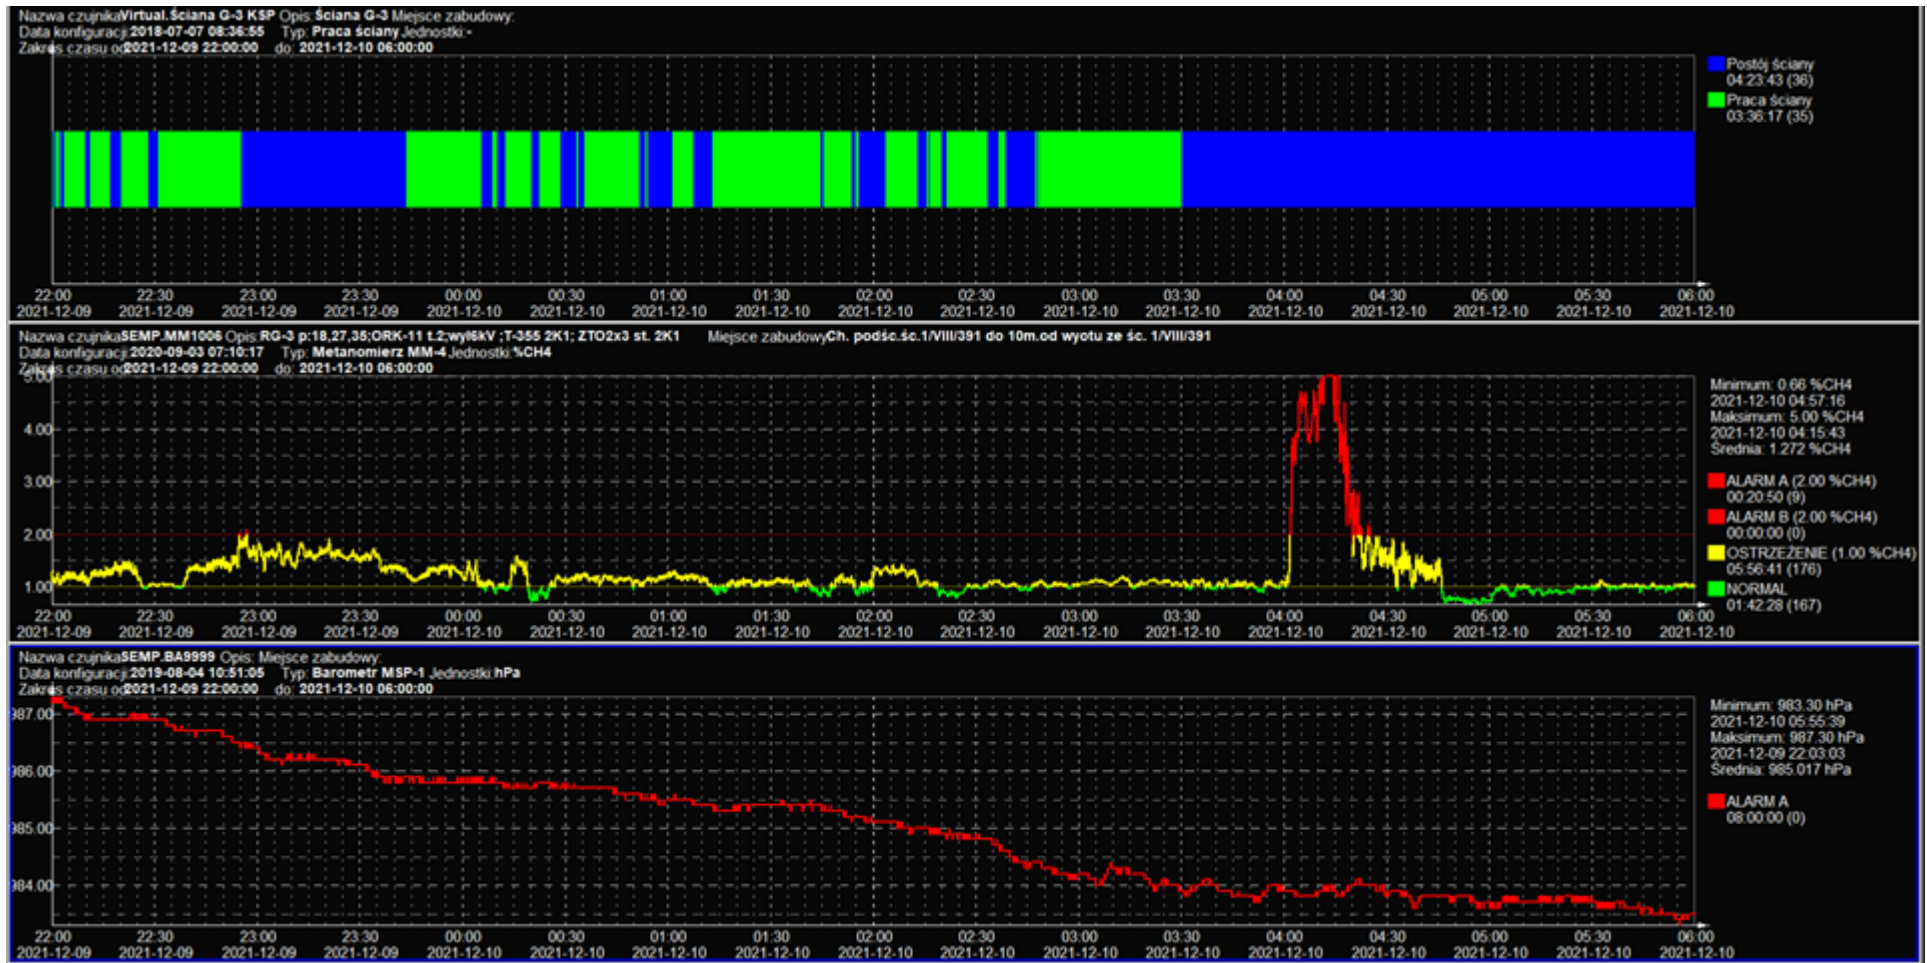 Nazwa czujnika Virtual.Ściana G-3 KSP Opis: Ściana G-3 Miejsce zabudowy:
Data konfiguracji 2018-07-07 08:36:55 Typ: Praca ściany Jednostki:-
Zakres czasu od 2021-12-09 22:00:00 do: 2021-12-10 06:00:00
Postój ściany
04:23:43 (36)
Praca ściany
03:36:17 (35)
22:00 22:30 23:00 23:30 00:00 00:30 01:00 01:30 02:00 02:30 03:00 03:30 04:00 04:30 05:00 05:30 06:00
2021-12-09 2021-12-09 2021-12-09 2021-12-09 2021-12-10 2021-12-10 2021-12-10 2021-12-10 2021-12-10 2021-12-10 2021-12-10 2021-12-10 2021-12-10 2021-12-10 2021-12-10 2021-12-10 2021-12-10
Nazwa czujnika SEMP.MM1006 Opis: RG-3 p:18,27,35;ORK-11 t.2;wył6kV ;T-355 2K1; ZTO2x3 st. 2K1 Miejsce zabudowy Ch. podśc.śc.1/VIII/391 do 10m.od wyotu ze śc. 1/VIII/391
Data konfiguracji 2020-09-03 07:10:17 Typ: Metanomierz MM-4 Jednostki: %CH4
Zakres czasu od 2021-12-09 22:00:00 do: 2021-12-10 06:00:00
5.00
4.00
3.00
2.00
1.00
Minimum: 0.66 %CH4
2021-12-10 04:57:16
Maksimum: 5.00 %CH4
2021-12-10 04:15:43
Średnia: 1.272 %CH4
ALARM A (2.00 %CH4)
00:20:50 (9)
ALARM B (2.00 %CH4)
00:00:00 (0)
OSTRZEŻENIE (1.00 %CH4)
05:56:41 (176)
NORMAL
01:42:28 (167)
22:00 22:30 23:00 23:30 00:00 00:30 01:00 01:30 02:00 02:30 03:00 03:30 04:00 04:30 05:00 05:30 06:00
2021-12-09 2021-12-09 2021-12-09 2021-12-09 2021-12-10 2021-12-10 2021-12-10 2021-12-10 2021-12-10 2021-12-10 2021-12-10 2021-12-10 2021-12-10 2021-12-10 2021-12-10 2021-12-10 2021-12-10
Nazwa czujnika SEMP.BA9999 Opis: Miejsce zabudowy:
Data konfiguracji 2019-08-04 10:51:05 Typ: Barometr MSP-1 Jednostki: hPa
Zakres czasu od 2021-12-09 22:00:00 do: 2021-12-10 06:00:00
987.00
986.00
985.00
984.00
Minimum: 983.30 hPa
2021-12-10 05:55:39
Maksimum: 987.30 hPa
2021-12-09 22:03:03
Średnia: 985.017 hPa
ALARM A
08:00:00 (0)
22:00 22:30 23:00 23:30 00:00 00:30 01:00 01:30 02:00 02:30 03:00 03:30 04:00 04:30 05:00 05:30 06:00
2021-12-09 2021-12-09 2021-12-09 2021-12-09 2021-12-10 2021-12-10 2021-12-10 2021-12-10 2021-12-10 2021-12-10 2021-12-10 2021-12-10 2021-12-10 2021-12-10 2021-12-10 2021-12-10 2021-12-10